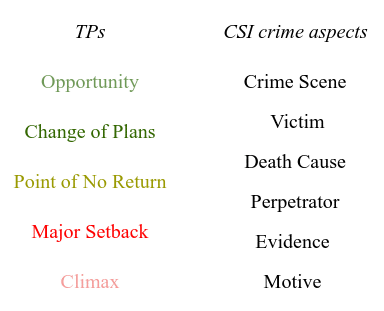 TPs
Opportunity
Change of Plans
Point of No Return
Major Setback
Climax
CSI crime aspects
Crime Scene
Victim
Death Cause
Perpetrator
Evidence
Motive